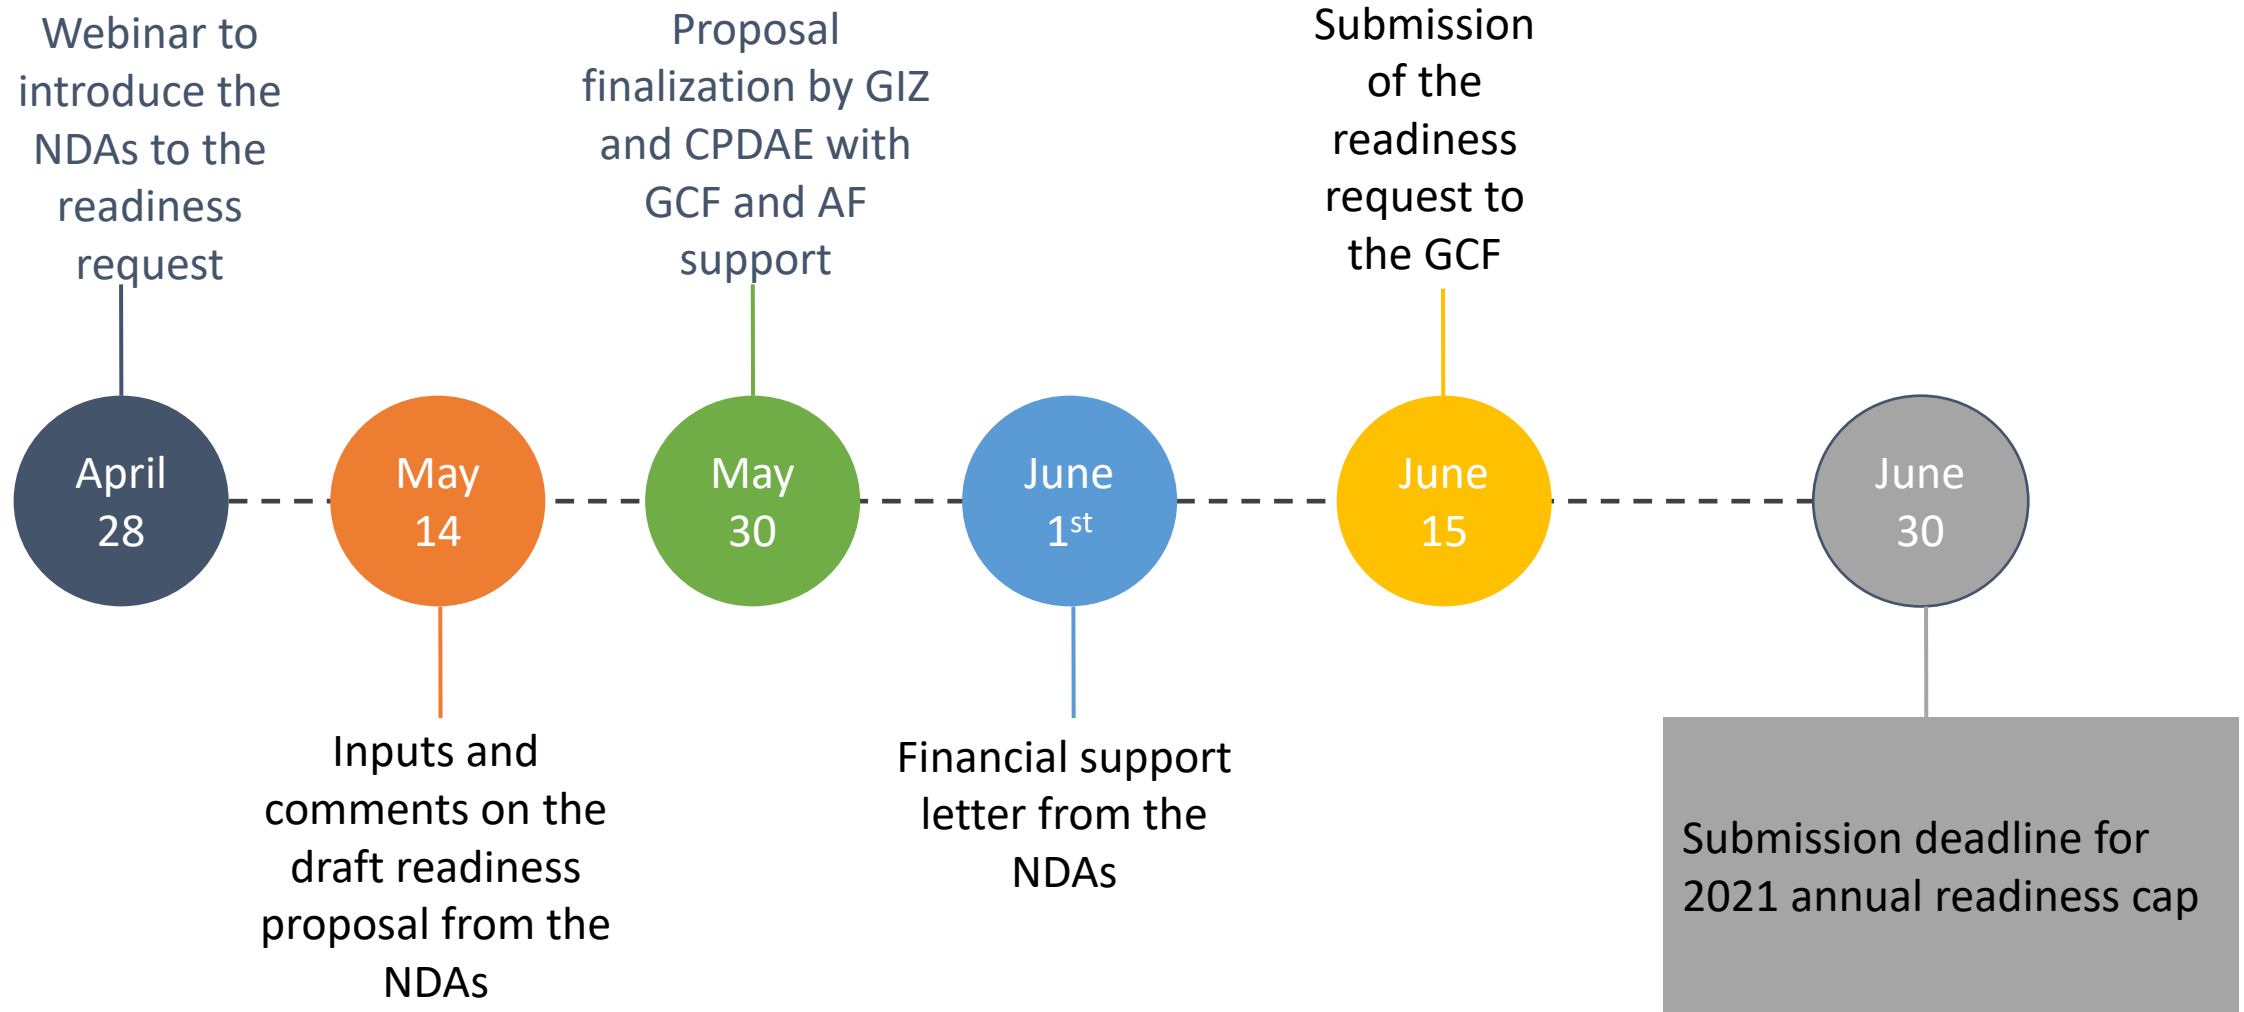 Webinar to
introduce the
NDAs to the
readiness
request
Proposal
finalization by GIZ
and CPDAE with
GCF and AF
support
Submission
of the
readiness
request to
the GCF
April
28
May
14
May
30
June
1st
June
15
June
30
Inputs and
comments on the
draft readiness
proposal from the
NDAs
Financial support
letter from the
NDAs
Submission deadline for
2021 annual readiness cap